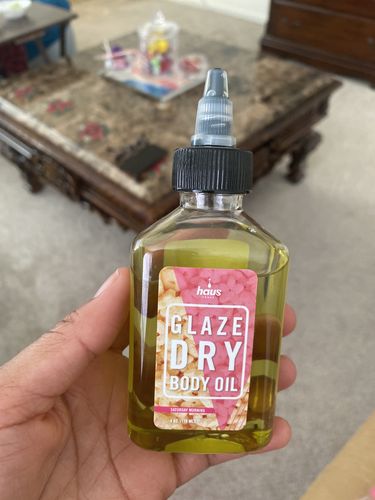 haus
GLAZE
DRY
BODY OIL
SATURDAY MORNING